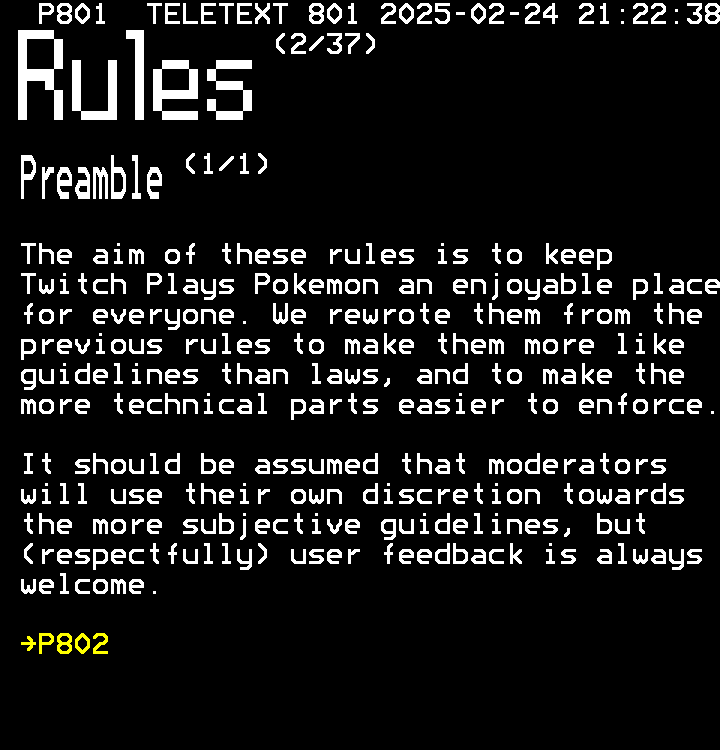 P801 TELETEXT 801 2025-02-24 21:22:38
Rules (2/37)
Preamble (1/1)
The aim of these rules is to keep
Twitch Plays Pokemon an enjoyable place
for everyone. We rewrote them from the
previous rules to make them more like
guidelines than laws, and to make the
more technical parts easier to enforce.
It should be assumed that moderators
will use their own discretion towards
the more subjective guidelines, but
(respectfully) user feedback is always
welcome.
→P802